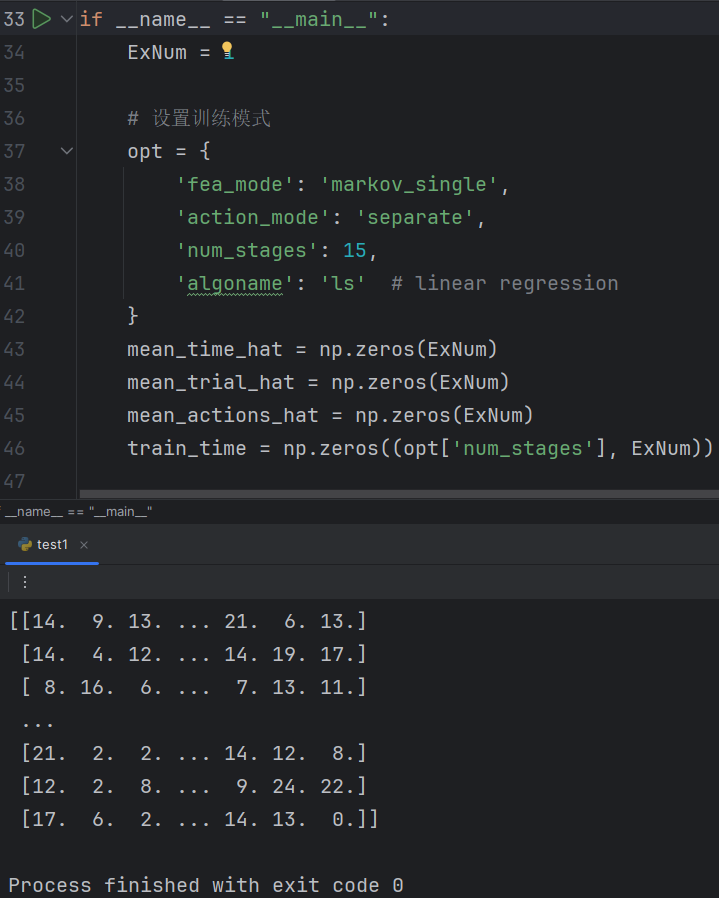 33 if __name__ == "__main__":
34     ExNum =
35
36     # 设置训练模式
37     opt = {
38         'fea_mode': 'markov_single',
39         'action_mode': 'separate',
40         'num_stages': 15,
41         'algoname': 'ls'  # linear regression
42     }
43     mean_time_hat = np.zeros(ExNum)
44     mean_trial_hat = np.zeros(ExNum)
45     mean_actions_hat = np.zeros(ExNum)
46     train_time = np.zeros((opt['num_stages'], ExNum))
47
__name__ == "__main__"
test1
[[14.  9. 13. ... 21.  6. 13.]
 [14.  4. 12. ... 14. 19. 17.]
 [ 8. 16.  6. ...  7. 13. 11.]
 ...
 [21.  2.  2. ... 14. 12.  8.]
 [12.  2.  8. ...  9. 24. 22.]
 [17.  6.  2. ... 14. 13.  0.]]
Process finished with exit code 0